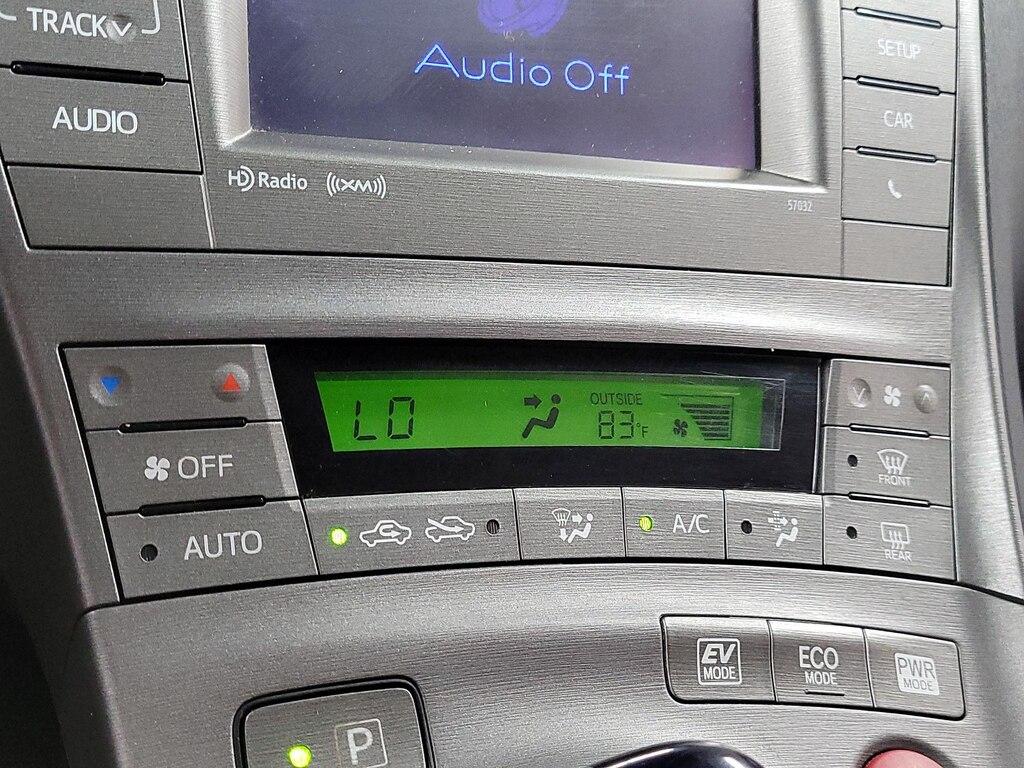 TRACK
Audio Off
SETUP
AUDIO
CAR
HD Radio
((XM))
57032
LO
OUTSIDE
83°F
OFF
FRONT
AUTO
A/C
REAR
EV
MODE
ECO
MODE
PWR
MODE
P